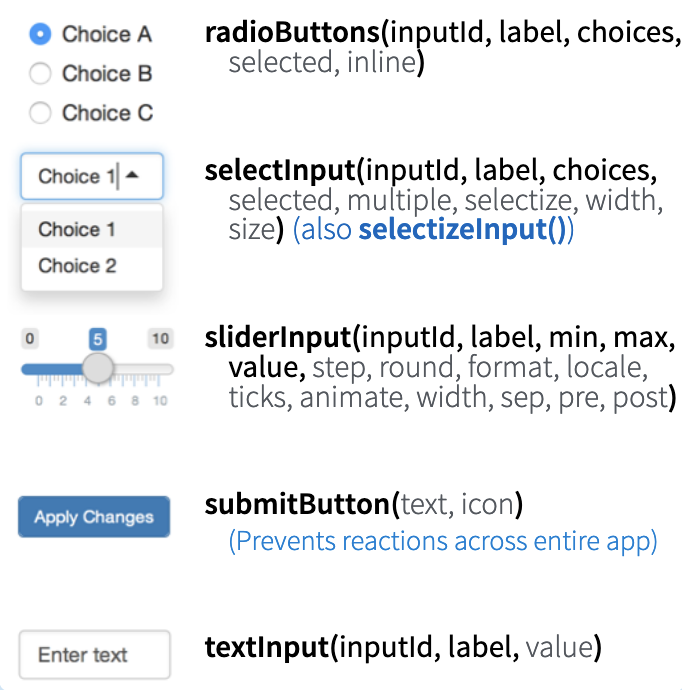 Choice A
Choice B
Choice C
radioButtons(inputId, label, choices,
selected, inline)
Choice 1
Choice 1
Choice 2
selectInput(inputId, label, choices,
selected, multiple, selectize, width,
size) (also selectizeInput())
0 5 10
0 2 4 6 8 10
sliderInput(inputId, label, min, max,
value, step, round, format, locale,
ticks, animate, width, sep, pre, post)
Apply Changes
submitButton(text, icon)
(Prevents reactions across entire app)
Enter text
textInput(inputId, label, value)